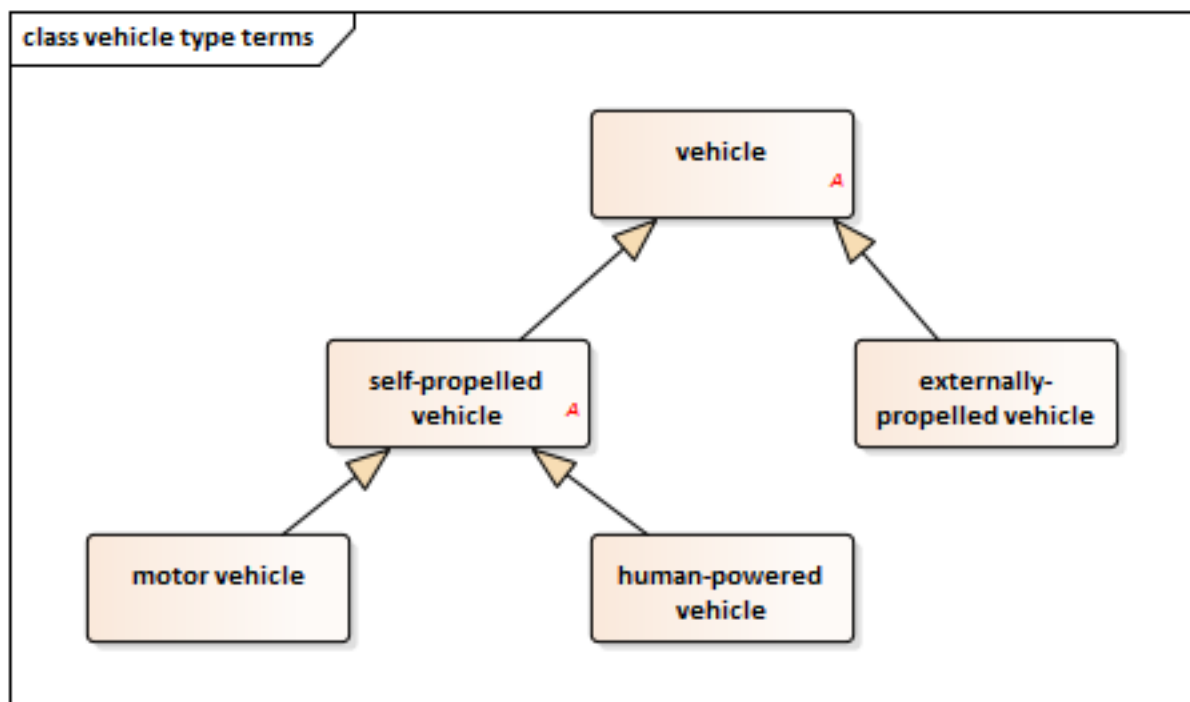 class vehicle type terms
vehicle
A
self-propelled
vehicle
A
externally-
propelled vehicle
motor vehicle
human-powered
vehicle